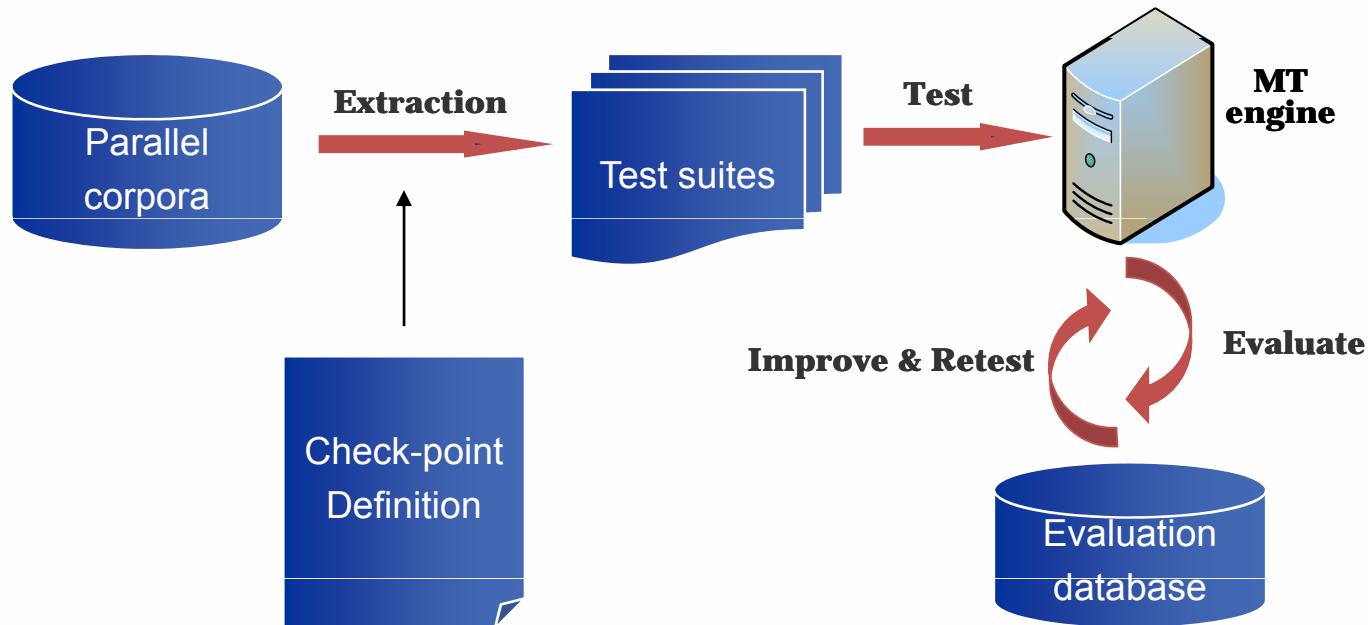 Parallel
corpora
Extraction
Test suites
Test
MT
engine
Check-point
Definition
Improve & Retest
Evaluate
Evaluation
database